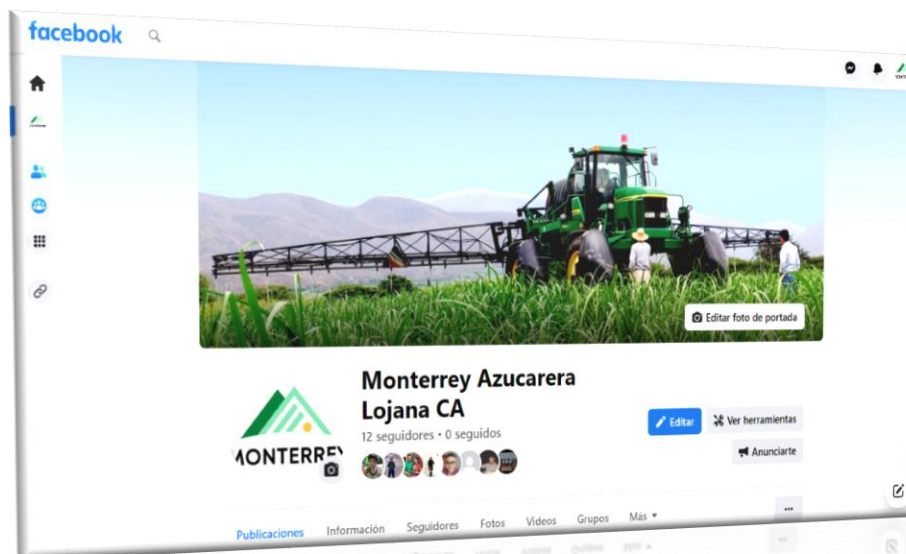 facebook
Editar foto de portada
Monterrey Azucarera
Lojana CA
12 seguidores • 0 seguidos
MONTERREY
Editar
Ver herramientas
Anunciarte
Publicaciones
Información
Seguidores
Fotos
Videos
Grupos
Más